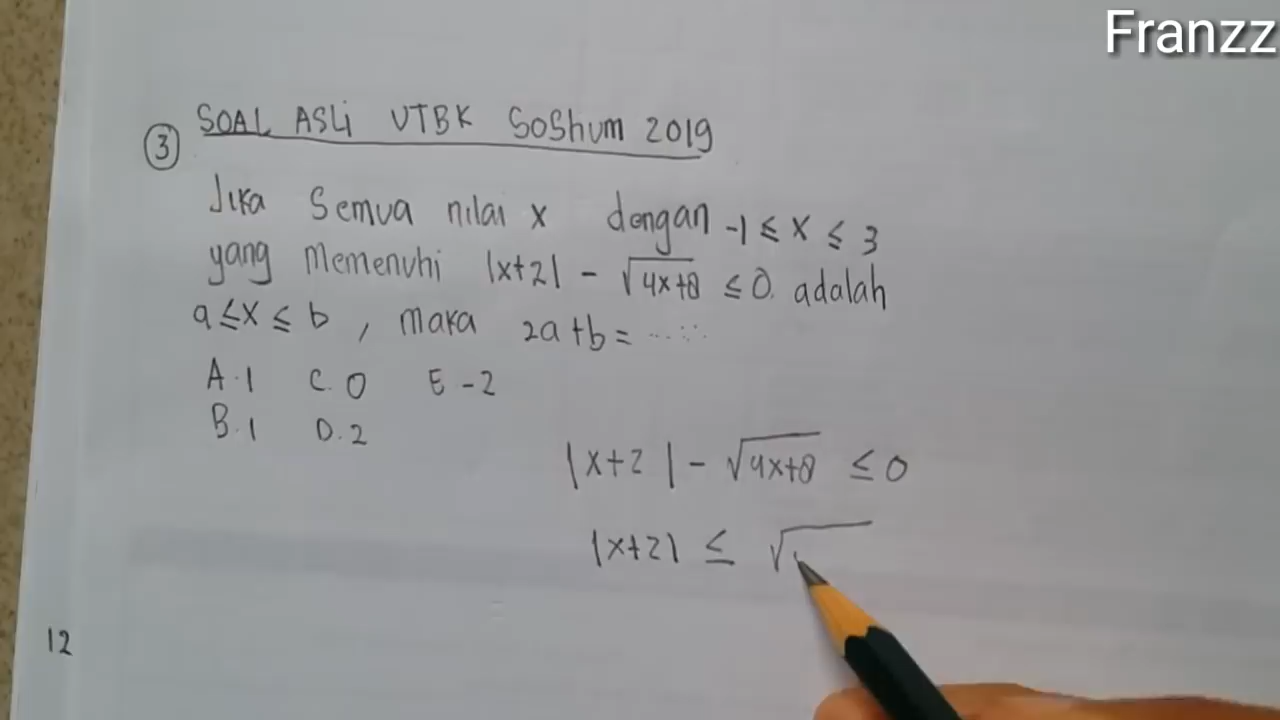 Franzz
SOAL ASLi UTBK SoShum 2019
3
Jika Semua nilai x dengan -1 ≤ x ≤ 3
yang memenuhi |x+2| - √4x+8 ≤ 0. adalah
a ≤ x ≤ b, maka 2a+b = ......
A. 1 C. 0 E -2
B. 1 D. 2
|x+2| - √4x+8 ≤ 0
|x+2| ≤ √
12